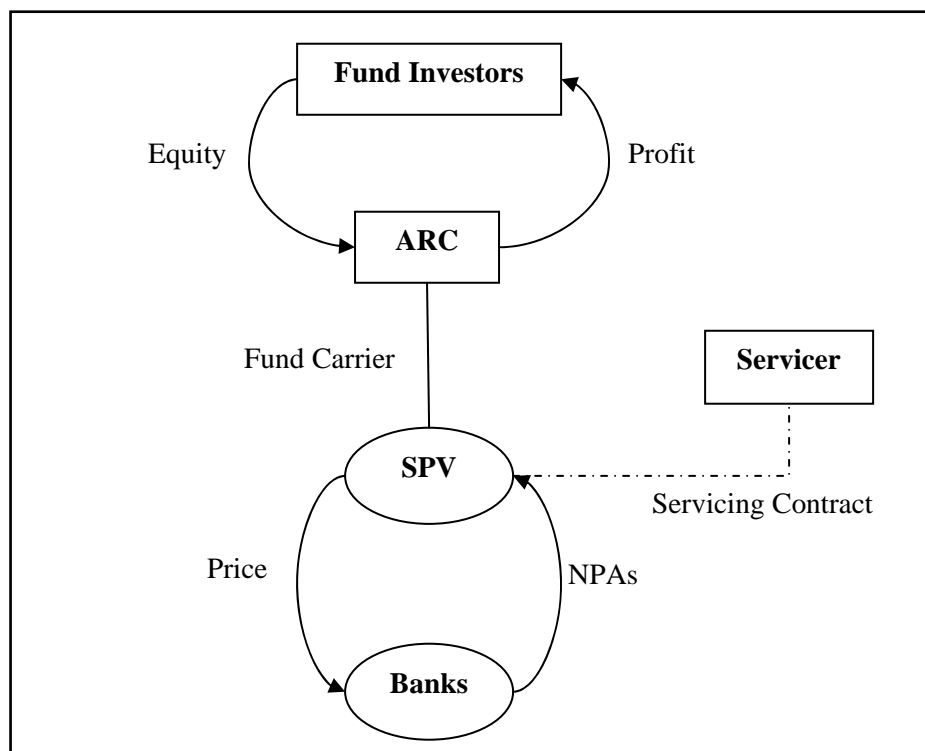 Fund Investors
Equity
Profit
ARC
Fund Carrier
Servicer
SPV
Servicing Contract
Price
NPAs
Banks